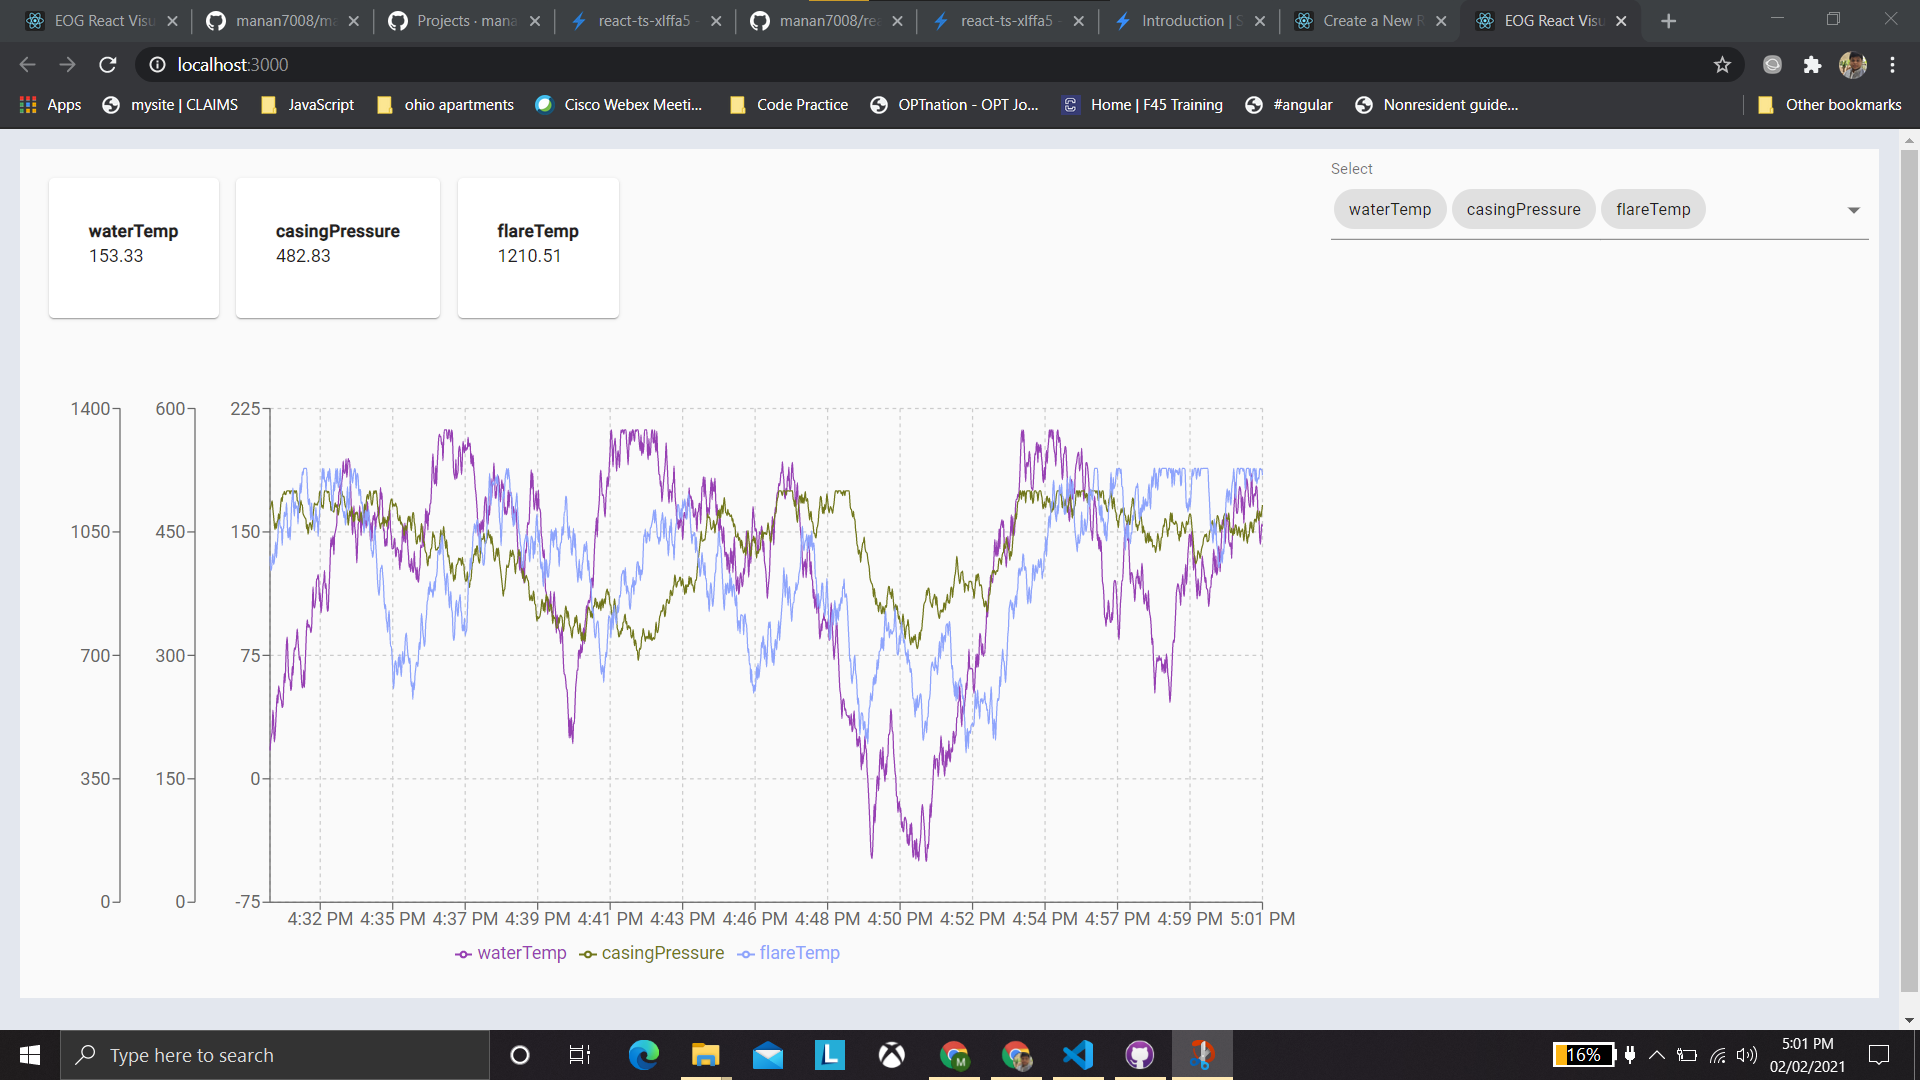 EOG React Visu
manan7008/ma
Projects · mana
react-ts-xlffa5 -
manan7008/rea
react-ts-xlffa5 -
Introduction | S
Create a New R
EOG React Visu
localhost:3000
Apps
mysite | CLAIMS
JavaScript
ohio apartments
Cisco Webex Meeti...
Code Practice
OPTnation - OPT Jo...
Home | F45 Training
#angular
Nonresident guide...
Other bookmarks
Select
waterTemp casingPressure flareTemp
waterTemp
153.33
casingPressure
482.83
flareTemp
1210.51
1400 600 225
1050 450 150
700 300 75
350 150 0
0 0 -75
4:32 PM 4:35 PM 4:37 PM 4:39 PM 4:41 PM 4:43 PM 4:46 PM 4:48 PM 4:50 PM 4:52 PM 4:54 PM 4:57 PM 4:59 PM 5:01 PM
waterTemp casingPressure flareTemp
Type here to search
16%
5:01 PM
02/02/2021